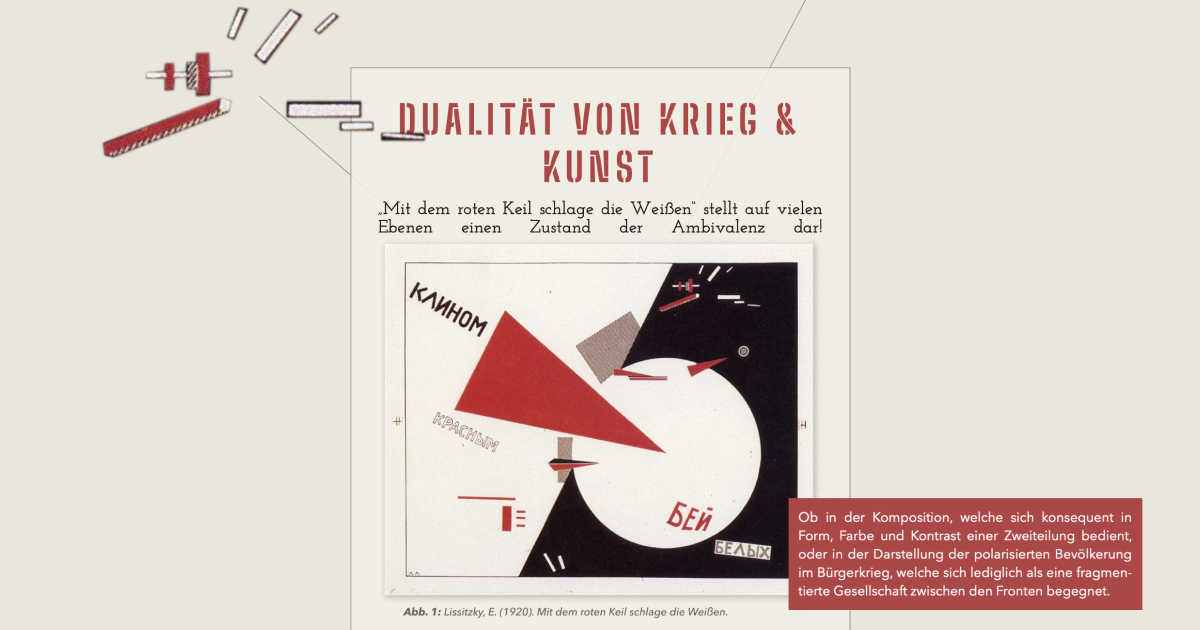 DUALITÄT VON KRIEG &
KUNST
„Mit dem roten Keil schlage die Weißen“ stellt auf vielen
Ebenen einen Zustand der Ambivalenz dar!
КЛИНОМ
КРАСНЫМ
БЕЙ
БЕЛЫХ
Ob in der Komposition, welche sich konsequent in
Form, Farbe und Kontrast einer Zweiteilung bedient,
oder in der Darstellung der polarisierten Bevölkerung
im Bürgerkrieg, welche sich lediglich als eine fragmen-
tierte Gesellschaft zwischen den Fronten begegnet.
Abb. 1: Lissitzky, E. (1920). Mit dem roten Keil schlage die Weißen.